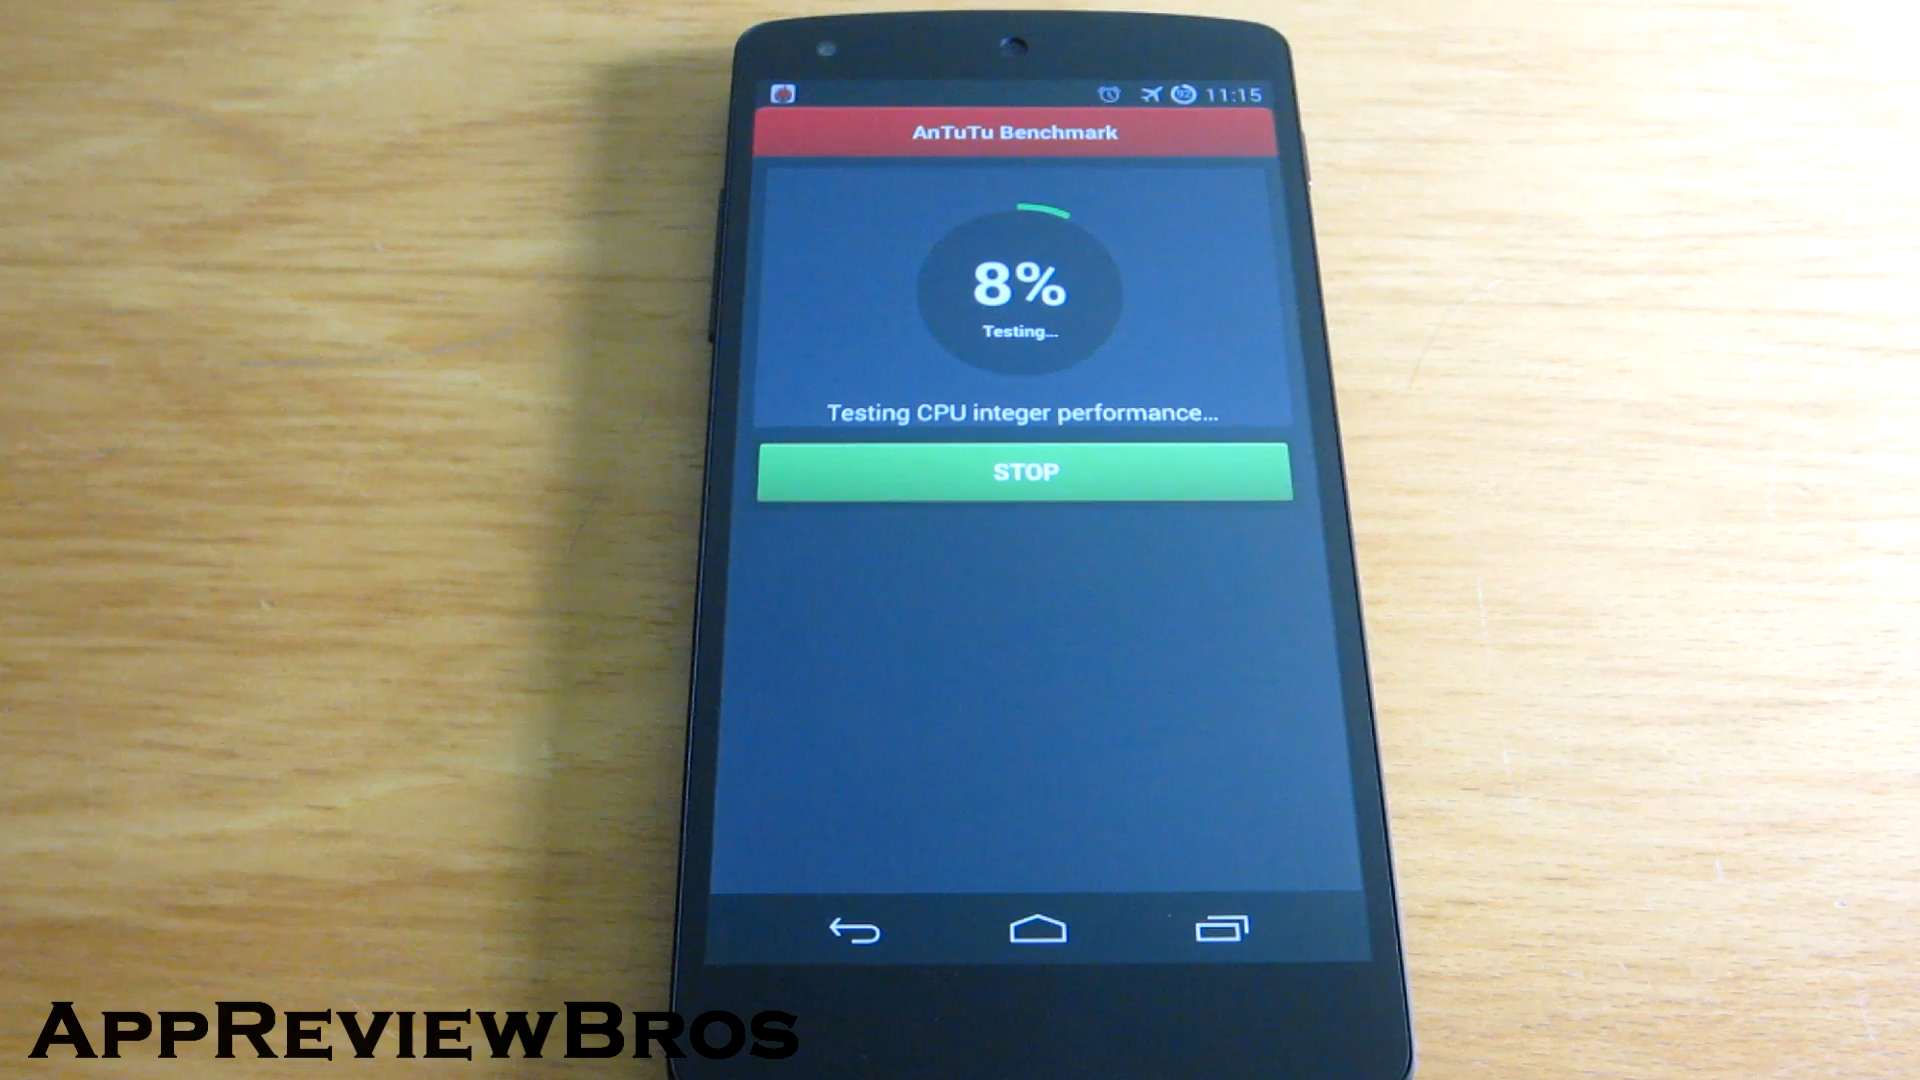 11:15
AnTuTu Benchmark
8%
Testing...
Testing CPU integer performance...
STOP
AppReviewBros